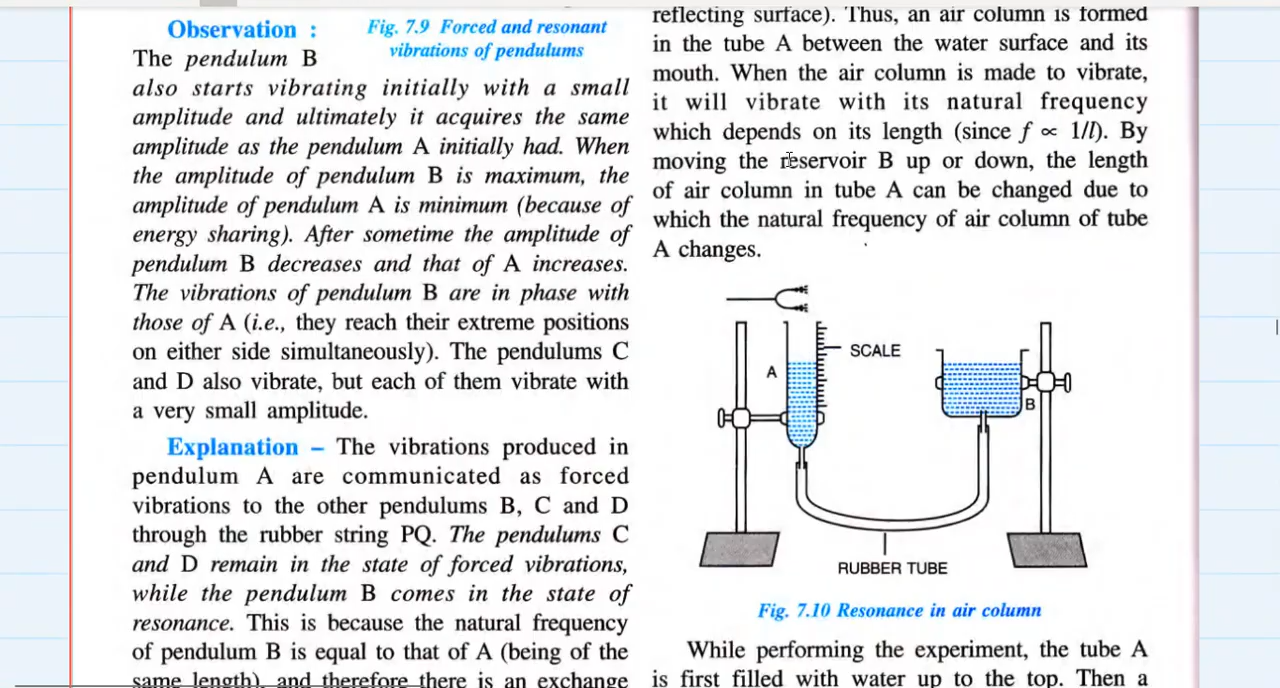 Observation :
Fig. 7.9 Forced and resonant
vibrations of pendulums
The pendulum B
also starts vibrating initially with a small
amplitude and ultimately it acquires the same
amplitude as the pendulum A initially had. When
the amplitude of pendulum B is maximum, the
amplitude of pendulum A is minimum (because of
energy sharing). After sometime the amplitude of
pendulum B decreases and that of A increases.
The vibrations of pendulum B are in phase with
those of A (i.e., they reach their extreme positions
on either side simultaneously). The pendulums C
and D also vibrate, but each of them vibrate with
a very small amplitude.
Explanation – The vibrations produced in
pendulum A are communicated as forced
vibrations to the other pendulums B, C and D
through the rubber string PQ. The pendulums C
and D remain in the state of forced vibrations,
while the pendulum B comes in the state of
resonance. This is because the natural frequency
of pendulum B is equal to that of A (being of the
same length), and therefore there is an exchange
reflecting surface). Thus, an air column is formed
in the tube A between the water surface and its
mouth. When the air column is made to vibrate,
it will vibrate with its natural frequency
which depends on its length (since f ∝ 1/l). By
moving the reservoir B up or down, the length
of air column in tube A can be changed due to
which the natural frequency of air column of tube
A changes.
SCALE
A
B
RUBBER TUBE
Fig. 7.10 Resonance in air column
While performing the experiment, the tube A
is first filled with water up to the top. Then a